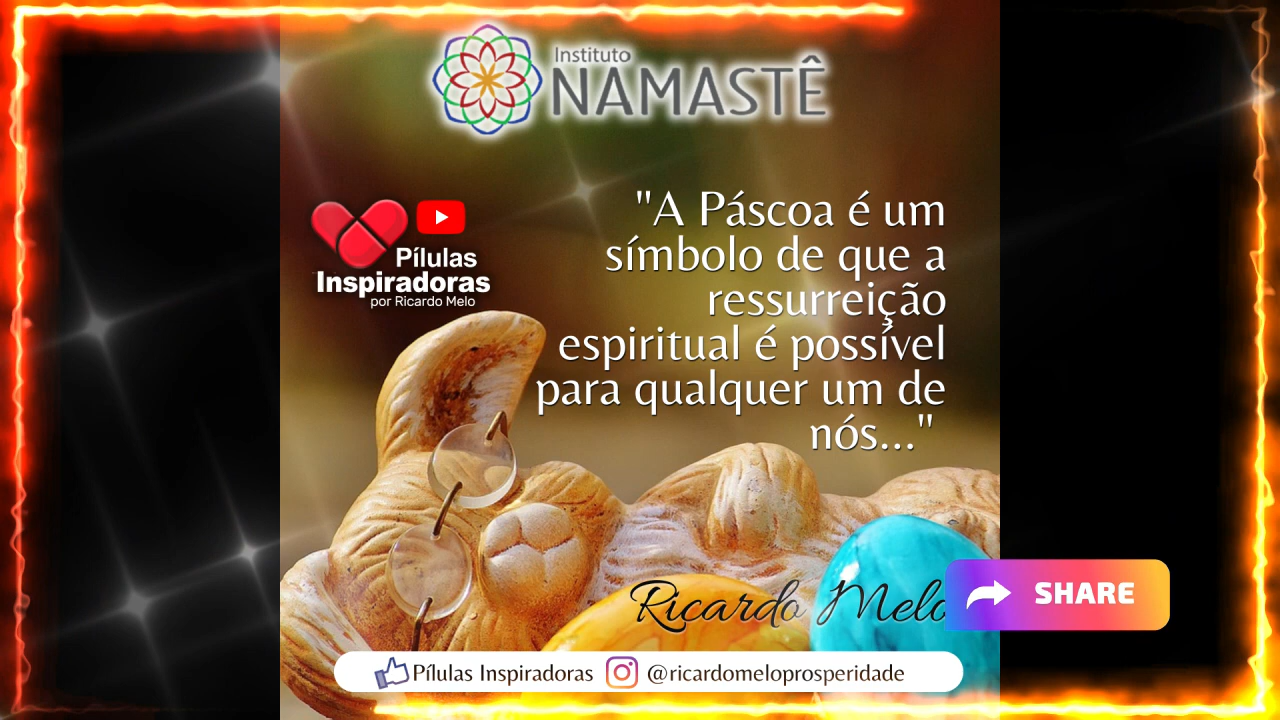 Instituto
NAMASTÊ
"A Páscoa é um
símbolo de que a
ressurreição
espiritual é possível
para qualquer um de
nós..."
Pílulas
Inspiradoras
por Ricardo Melo
Ricardo Melo
SHARE
Pílulas Inspiradoras @ricardomeloprosperidade